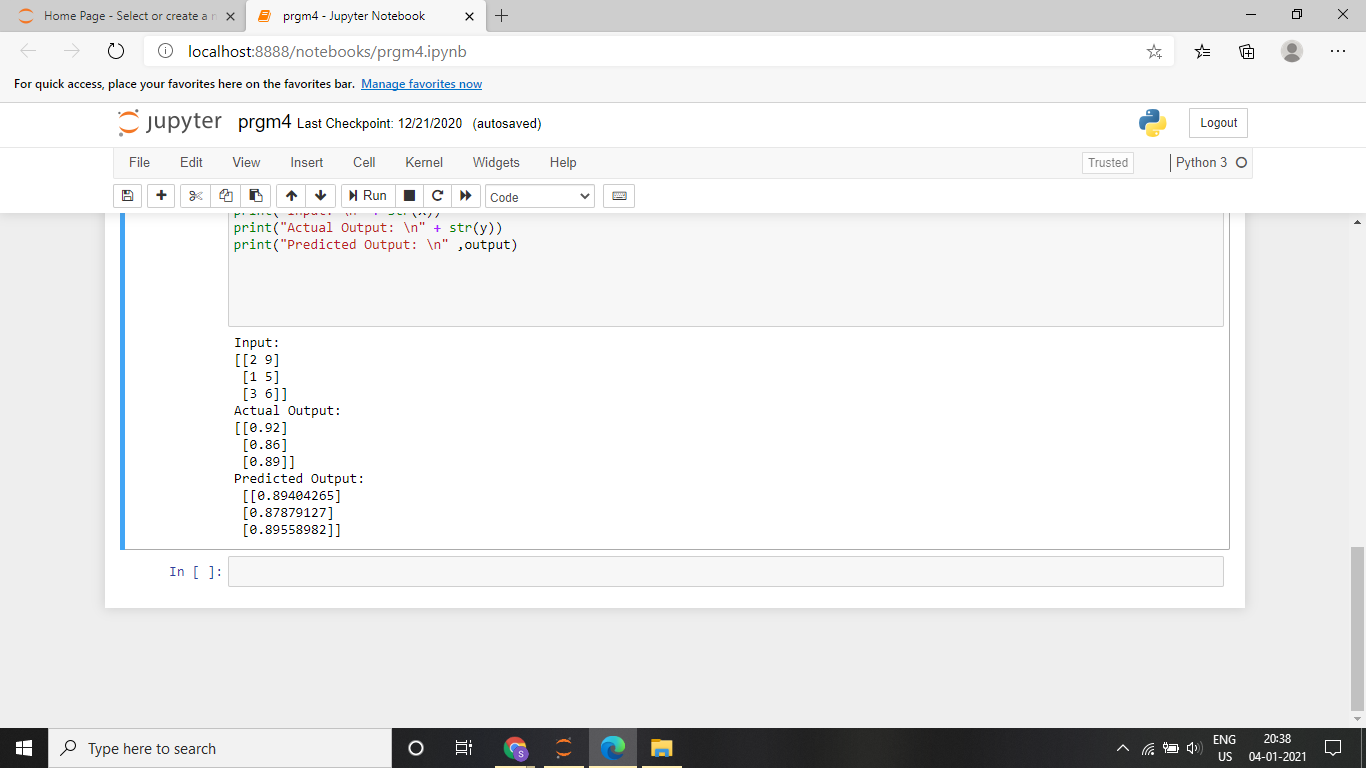 Home Page - Select or create a n
prgm4 - Jupyter Notebook
localhost:8888/notebooks/prgm4.ipynb
For quick access, place your favorites here on the favorites bar. Manage favorites now
jupyter prgm4 Last Checkpoint: 12/21/2020 (autosaved)
Logout
File Edit View Insert Cell Kernel Widgets Help
Trusted
Python 3
Run
Code
print("Input: \n" + str(X))
print("Actual Output: \n" + str(y))
print("Predicted Output: \n" ,output)
Input:
[[2 9]
[1 5]
[3 6]]
Actual Output:
[[0.92]
[0.86]
[0.89]]
Predicted Output:
[[0.89404265]
[0.87879127]
[0.89558982]]
In [ ]:
Type here to search
S
ENG
US
20:38
04-01-2021